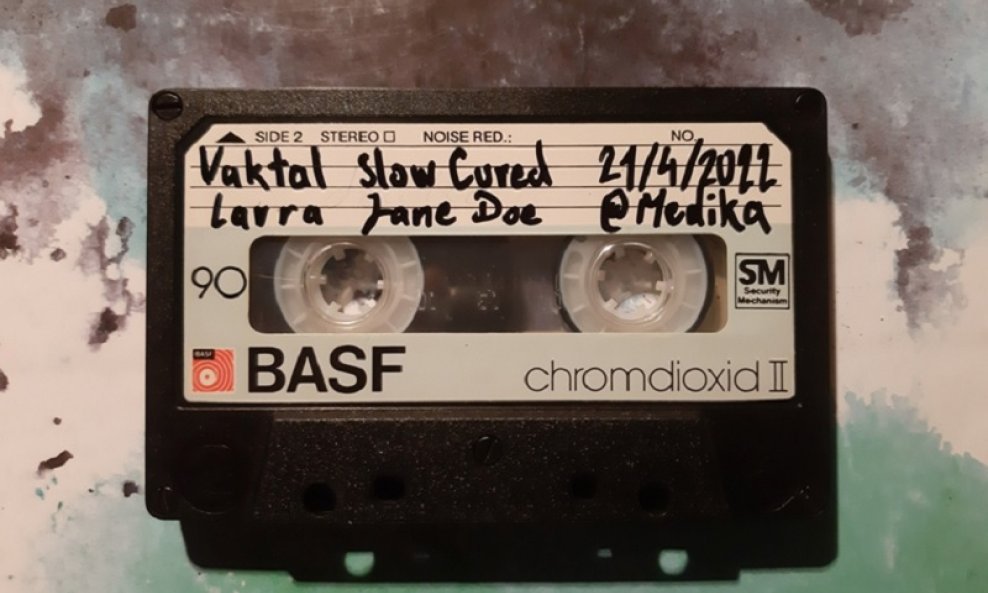 SIDE 2 STEREO NOISE RED.: NO.
Vaktal Slow Cured 21/4/2022
Lavra Jane Doe @Medika
90
SM
Security
Mechanism
BASF
BASF chromdioxid II